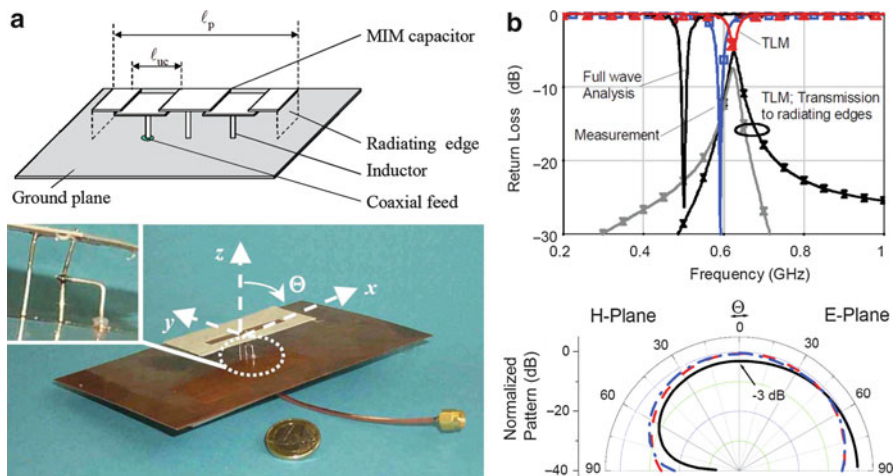 a
ℓp
ℓuc
MIM capacitor
Radiating edge
Inductor
Coaxial feed
Ground plane
z
Θ
x
y
b
Return Loss (dB)
0
−10
−20
−30
0.2
0.4
0.6
0.8
1
Frequency (GHz)
TLM
Full wave
Analysis
Measurement
TLM; Transmission
to radiating edges
H-Plane
Θ
E-Plane
Normalized
Pattern (dB)
0
-10
-20
-30
-40
90
60
30
0
30
60
90
-3 dB